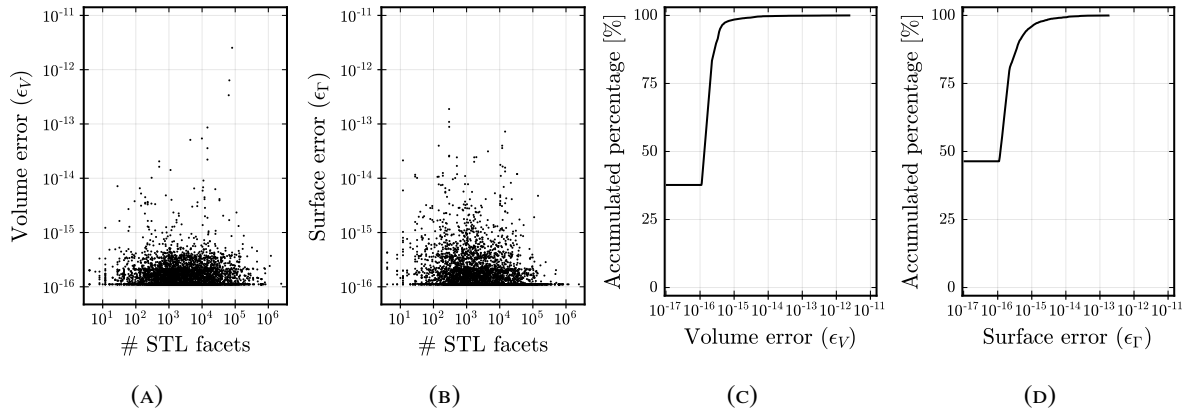 Volume error (ϵ_V)
10^-11
10^-12
10^-13
10^-14
10^-15
10^-16
10^1 10^2 10^3 10^4 10^5 10^6
# STL facets
(A)
Surface error (ϵ_Γ)
10^-11
10^-12
10^-13
10^-14
10^-15
10^-16
10^1 10^2 10^3 10^4 10^5 10^6
# STL facets
(B)
Accumulated percentage [%]
100
75
50
25
0
10^-17 10^-16 10^-15 10^-14 10^-13 10^-12 10^-11
Volume error (ϵ_V)
(C)
Accumulated percentage [%]
100
75
50
25
0
10^-17 10^-16 10^-15 10^-14 10^-13 10^-12 10^-11
Surface error (ϵ_Γ)
(D)